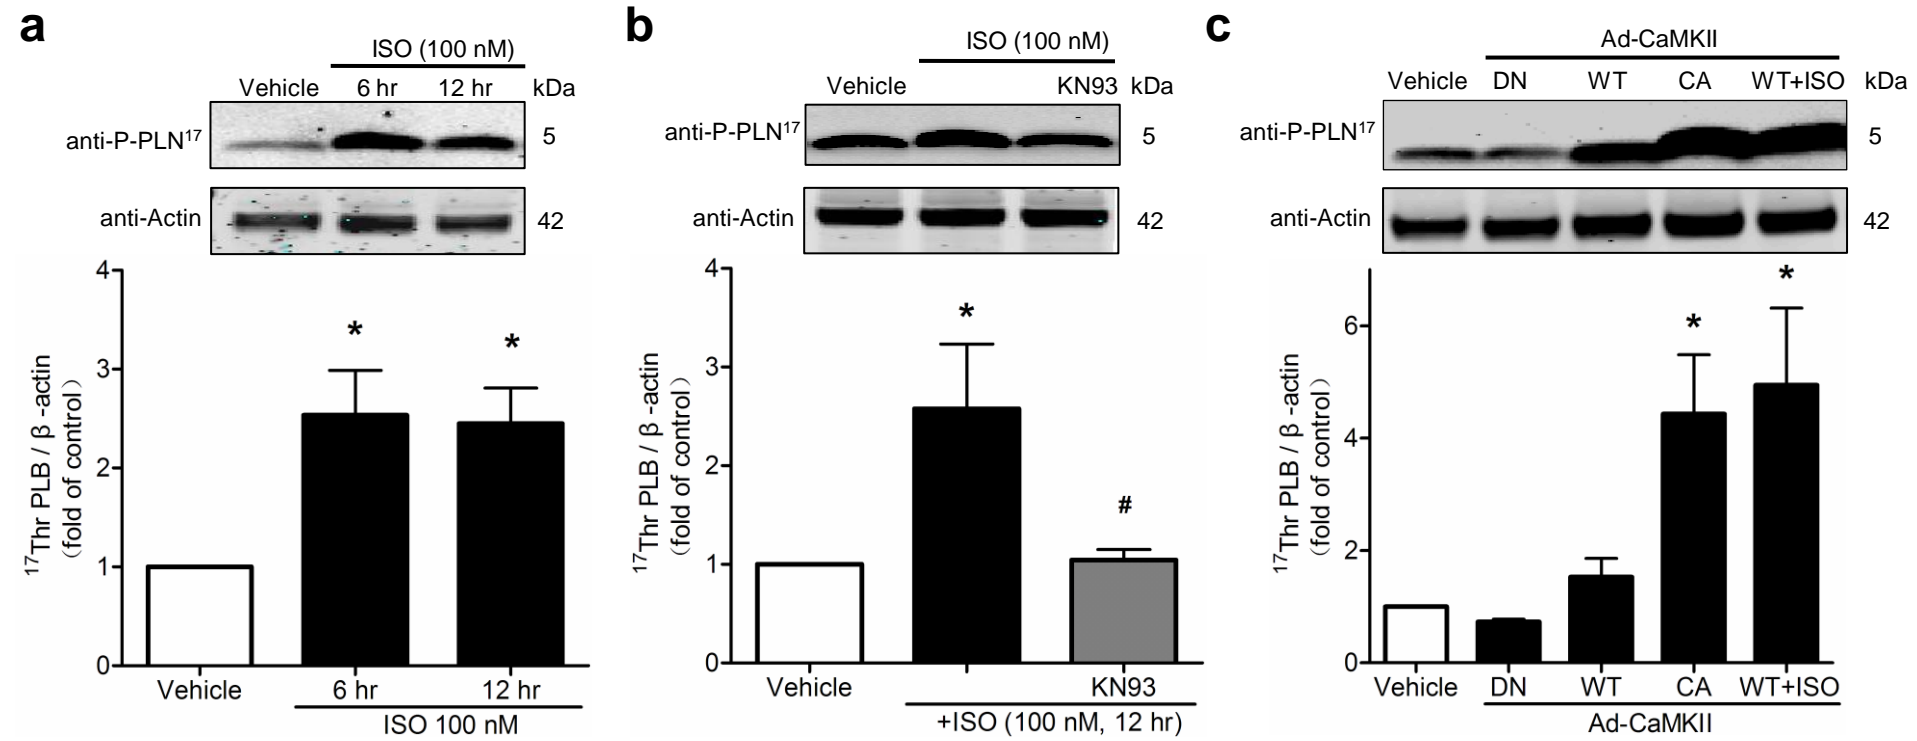 a
ISO (100 nM)
Vehicle 6 hr 12 hr kDa
anti-P-PLN¹⁷ 5
anti-Actin 42
4
3
2
1
0
¹⁷Thr PLB / β -actin
(fold of control)
*
*
Vehicle 6 hr 12 hr
ISO 100 nM
b
ISO (100 nM)
Vehicle KN93 kDa
anti-P-PLN¹⁷ 5
anti-Actin 42
4
3
2
1
0
¹⁷Thr PLB / β -actin
(fold of control)
*
#
Vehicle KN93
+ISO (100 nM, 12 hr)
c
Ad-CaMKII
Vehicle DN WT CA WT+ISO kDa
anti-P-PLN¹⁷ 5
anti-Actin 42
6
4
2
0
¹⁷Thr PLB / β -actin
(fold of control)
*
*
Vehicle DN WT CA WT+ISO
Ad-CaMKII